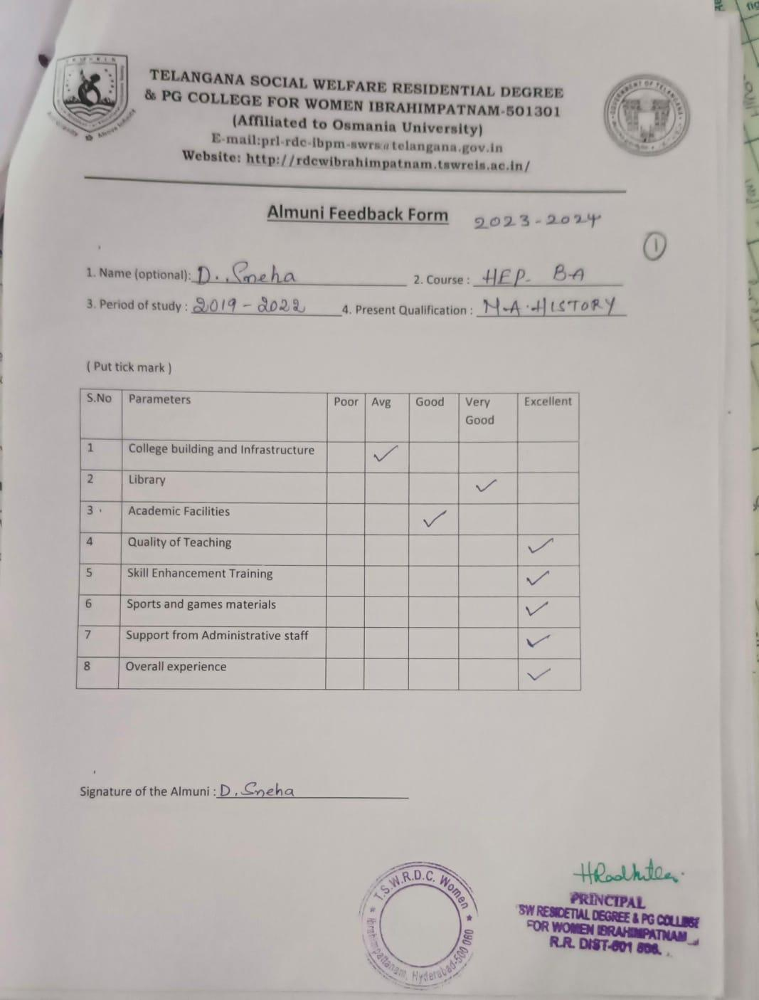 TELANGANA SOCIAL WELFARE RESIDENTIAL DEGREE
& PG COLLEGE FOR WOMEN IBRAHIMPATNAM-501301
(Affiliated to Osmania University)
E-mail:prl-rdc-ibpm-swrs@telangana.gov.in
Website: http://rdcwibrahimpatnam.tswreis.ac.in/
GOVERNMENT OF TELANGANA
Almuni Feedback Form 2023-2024
1
1. Name (optional): D. Sneha 2. Course : HEP- BA
3. Period of study : 2019-2022 4. Present Qualification : M.A.HISTORY
( Put tick mark )
S.No Parameters Poor Avg Good Very Good Excellent
1 College building and Infrastructure ✓
2 Library ✓
3 Academic Facilities ✓
4 Quality of Teaching ✓
5 Skill Enhancement Training ✓
6 Sports and games materials ✓
7 Support from Administrative staff ✓
8 Overall experience ✓
Signature of the Almuni : D. Sneha
T.S.W.R.D.C. Women
Ibrahimpattanam, Hyderabad-500 060
PRINCIPAL
SW RESIDETIAL DEGREE & PG COLLEGE
FOR WOMEN IBRAHIMPATNAM
R.R. DIST-